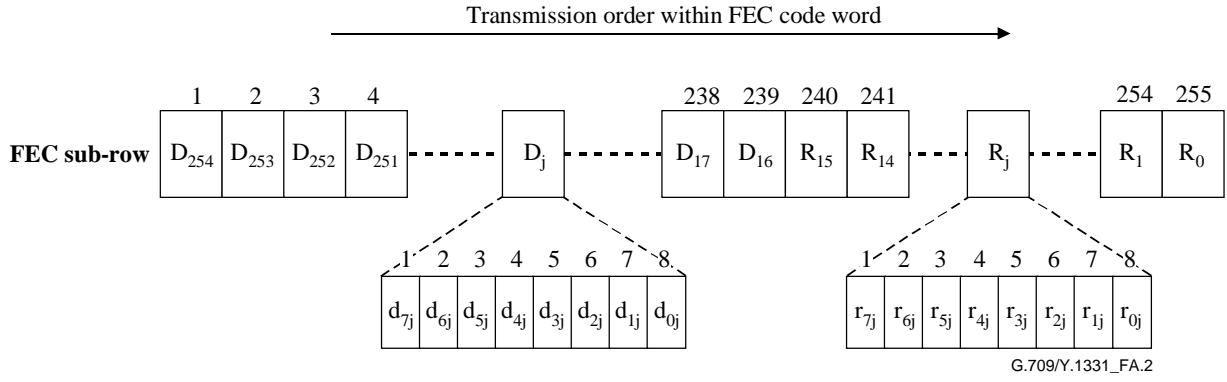 Transmission order within FEC code word
1 2 3 4 238 239 240 241 254 255
FEC sub-row D₂₅₄ D₂₅₃ D₂₅₂ D₂₅₁ Dⱼ D₁₇ D₁₆ R₁₅ R₁₄ Rⱼ R₁ R₀
1 2 3 4 5 6 7 8 1 2 3 4 5 6 7 8
d₇ⱼ d₆ⱼ d₅ⱼ d₄ⱼ d₃ⱼ d₂ⱼ d₁ⱼ d₀ⱼ r₇ⱼ r₆ⱼ r₅ⱼ r₄ⱼ r₃ⱼ r₂ⱼ r₁ⱼ r₀ⱼ
G.709/Y.1331_FA.2